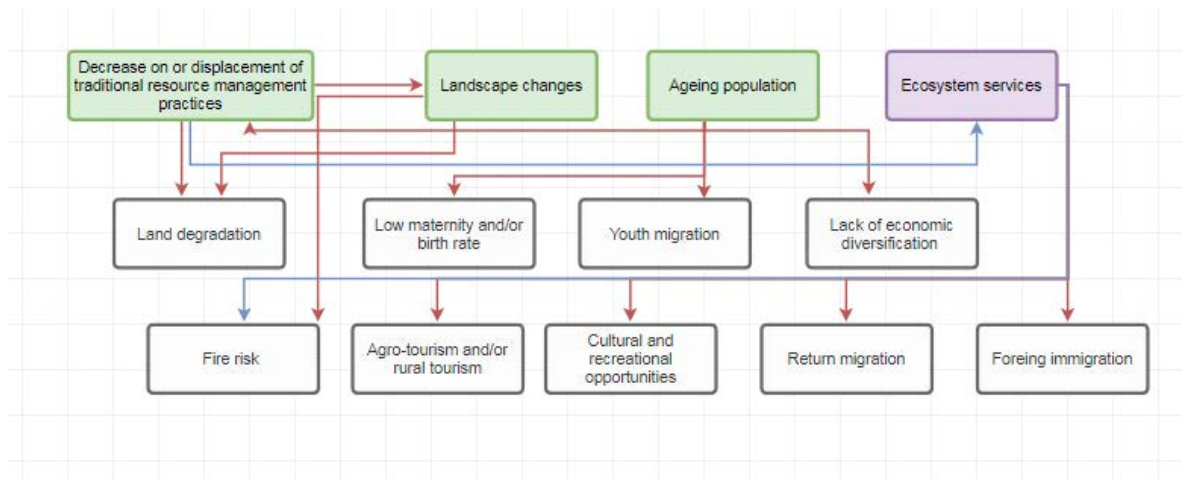 Decrease on or displacement of
traditional resource management
practices
Landscape changes
Ageing population
Ecosystem services
Land degradation
Low maternity and/or
birth rate
Youth migration
Lack of economic
diversification
Fire risk
Agro-tourism and/or
rural tourism
Cultural and
recreational
opportunities
Return migration
Foreing immigration